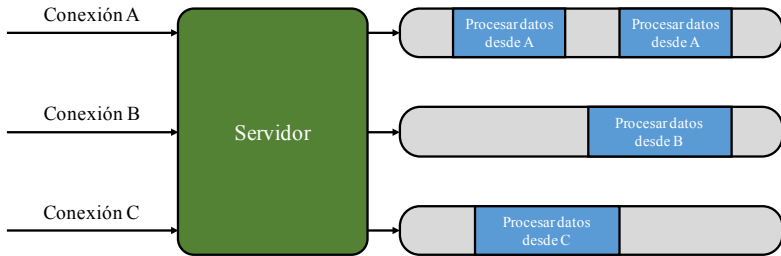 Conexión A
Procesar datos
desde A
Procesar datos
desde A
Conexión B
Servidor
Procesar datos
desde B
Conexión C
Procesar datos
desde C